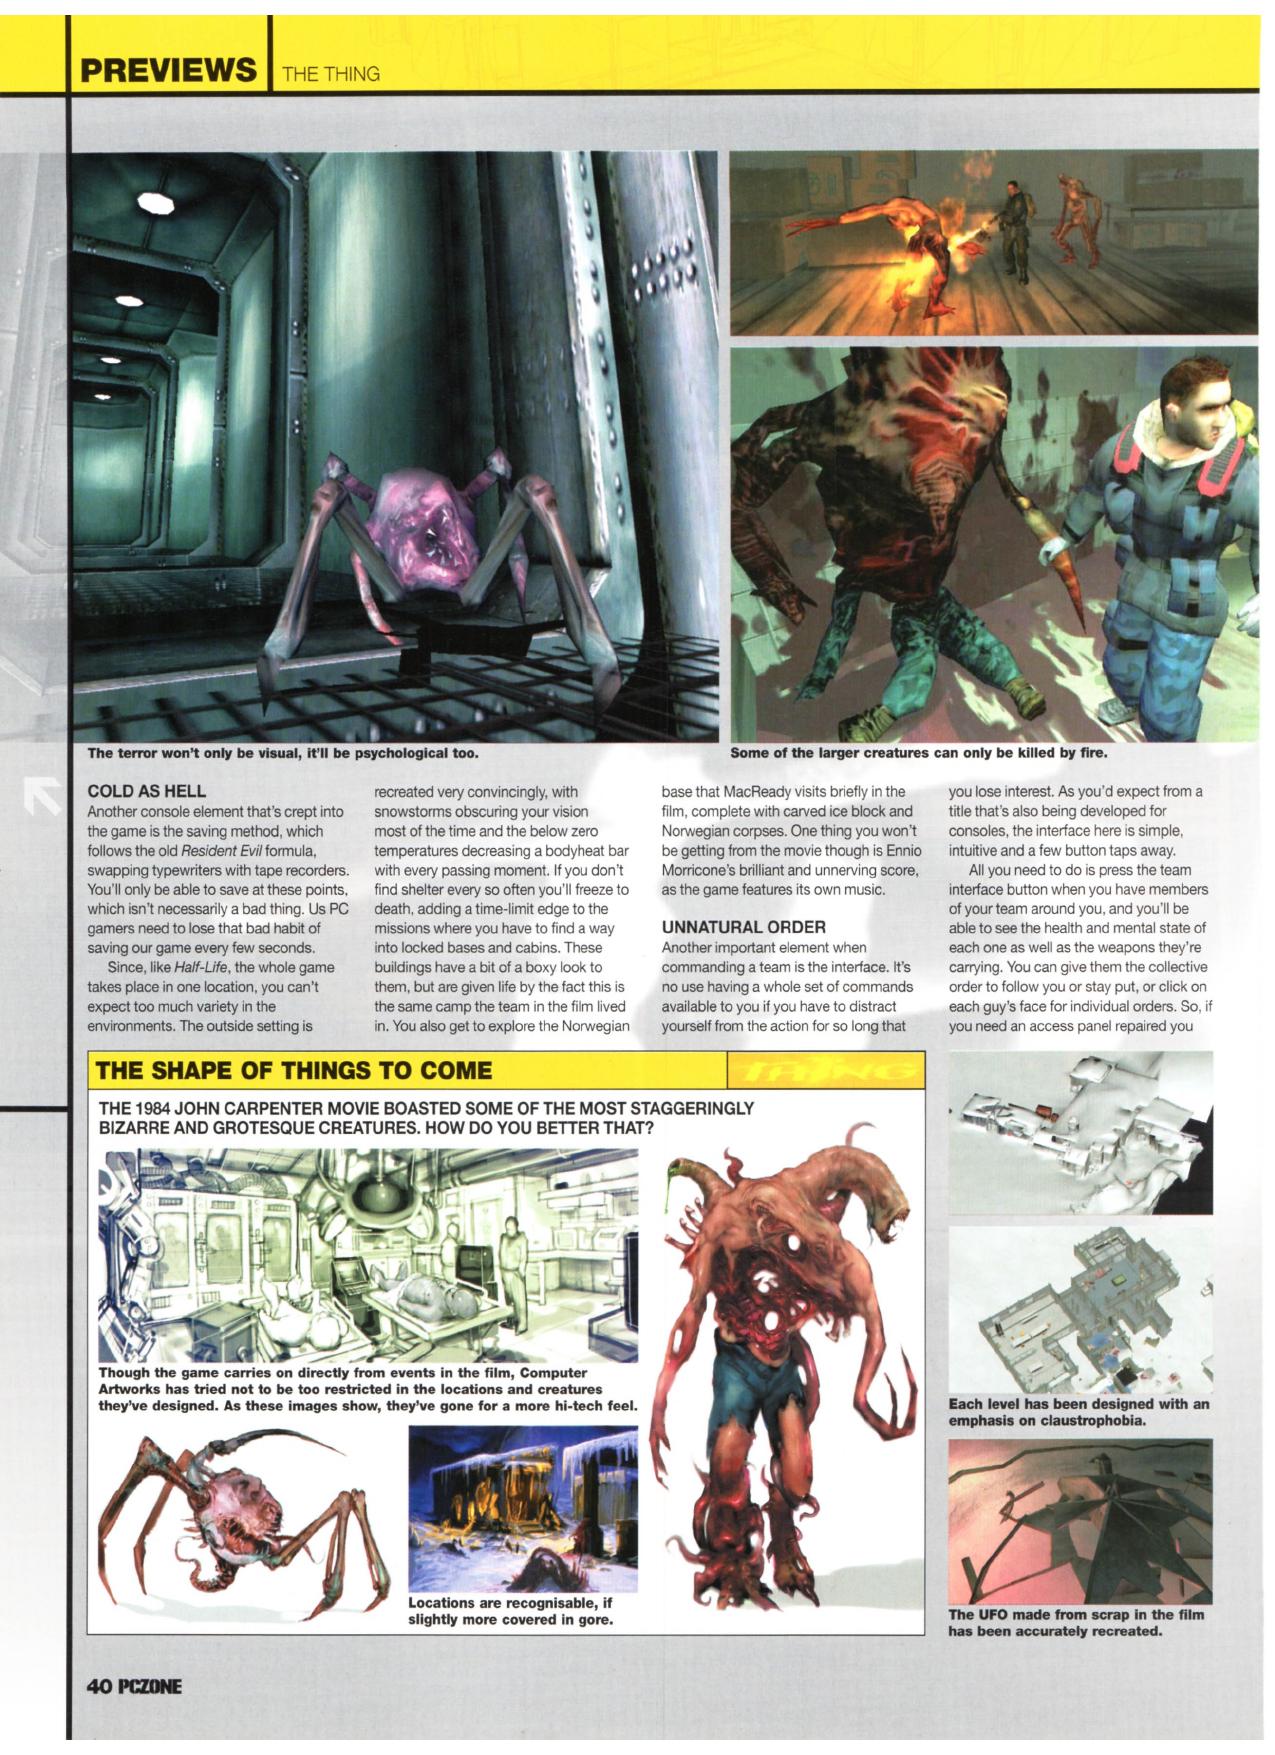 PREVIEWS
THE THING
The terror won't only be visual, it'll be psychological too.
Some of the larger creatures can only be killed by fire.
COLD AS HELL
Another console element that's crept into
the game is the saving method, which
follows the old Resident Evil formula,
swapping typewriters with tape recorders.
You'll only be able to save at these points,
which isn't necessarily a bad thing. Us PC
gamers need to lose that bad habit of
saving our game every few seconds.
Since, like Half-Life, the whole game
takes place in one location, you can't
expect too much variety in the
environments. The outside setting is
recreated very convincingly, with
snowstorms obscuring your vision
most of the time and the below zero
temperatures decreasing a bodyheat bar
with every passing moment. If you don't
find shelter every so often you'll freeze to
death, adding a time-limit edge to the
missions where you have to find a way
into locked bases and cabins. These
buildings have a bit of a boxy look to
them, but are given life by the fact this is
the same camp the team in the film lived
in. You also get to explore the Norwegian
base that MacReady visits briefly in the
film, complete with carved ice block and
Norwegian corpses. One thing you won't
be getting from the movie though is Ennio
Morricone's brilliant and unnerving score,
as the game features its own music.
UNNATURAL ORDER
Another important element when
commanding a team is the interface. It's
no use having a whole set of commands
available to you if you have to distract
yourself from the action for so long that
you lose interest. As you'd expect from a
title that's also being developed for
consoles, the interface here is simple,
intuitive and a few button taps away.
All you need to do is press the team
interface button when you have members
of your team around you, and you'll be
able to see the health and mental state of
each one as well as the weapons they're
carrying. You can give them the collective
order to follow you or stay put, or click on
each guy's face for individual orders. So, if
you need an access panel repaired you
THE SHAPE OF THINGS TO COME
THING
THE 1984 JOHN CARPENTER MOVIE BOASTED SOME OF THE MOST STAGGERINGLY
BIZARRE AND GROTESQUE CREATURES. HOW DO YOU BETTER THAT?
Though the game carries on directly from events in the film, Computer
Artworks has tried not to be too restricted in the locations and creatures
they've designed. As these images show, they've gone for a more hi-tech feel.
Locations are recognisable, if
slightly more covered in gore.
Each level has been designed with an
emphasis on claustrophobia.
The UFO made from scrap in the film
has been accurately recreated.
40 PCZONE